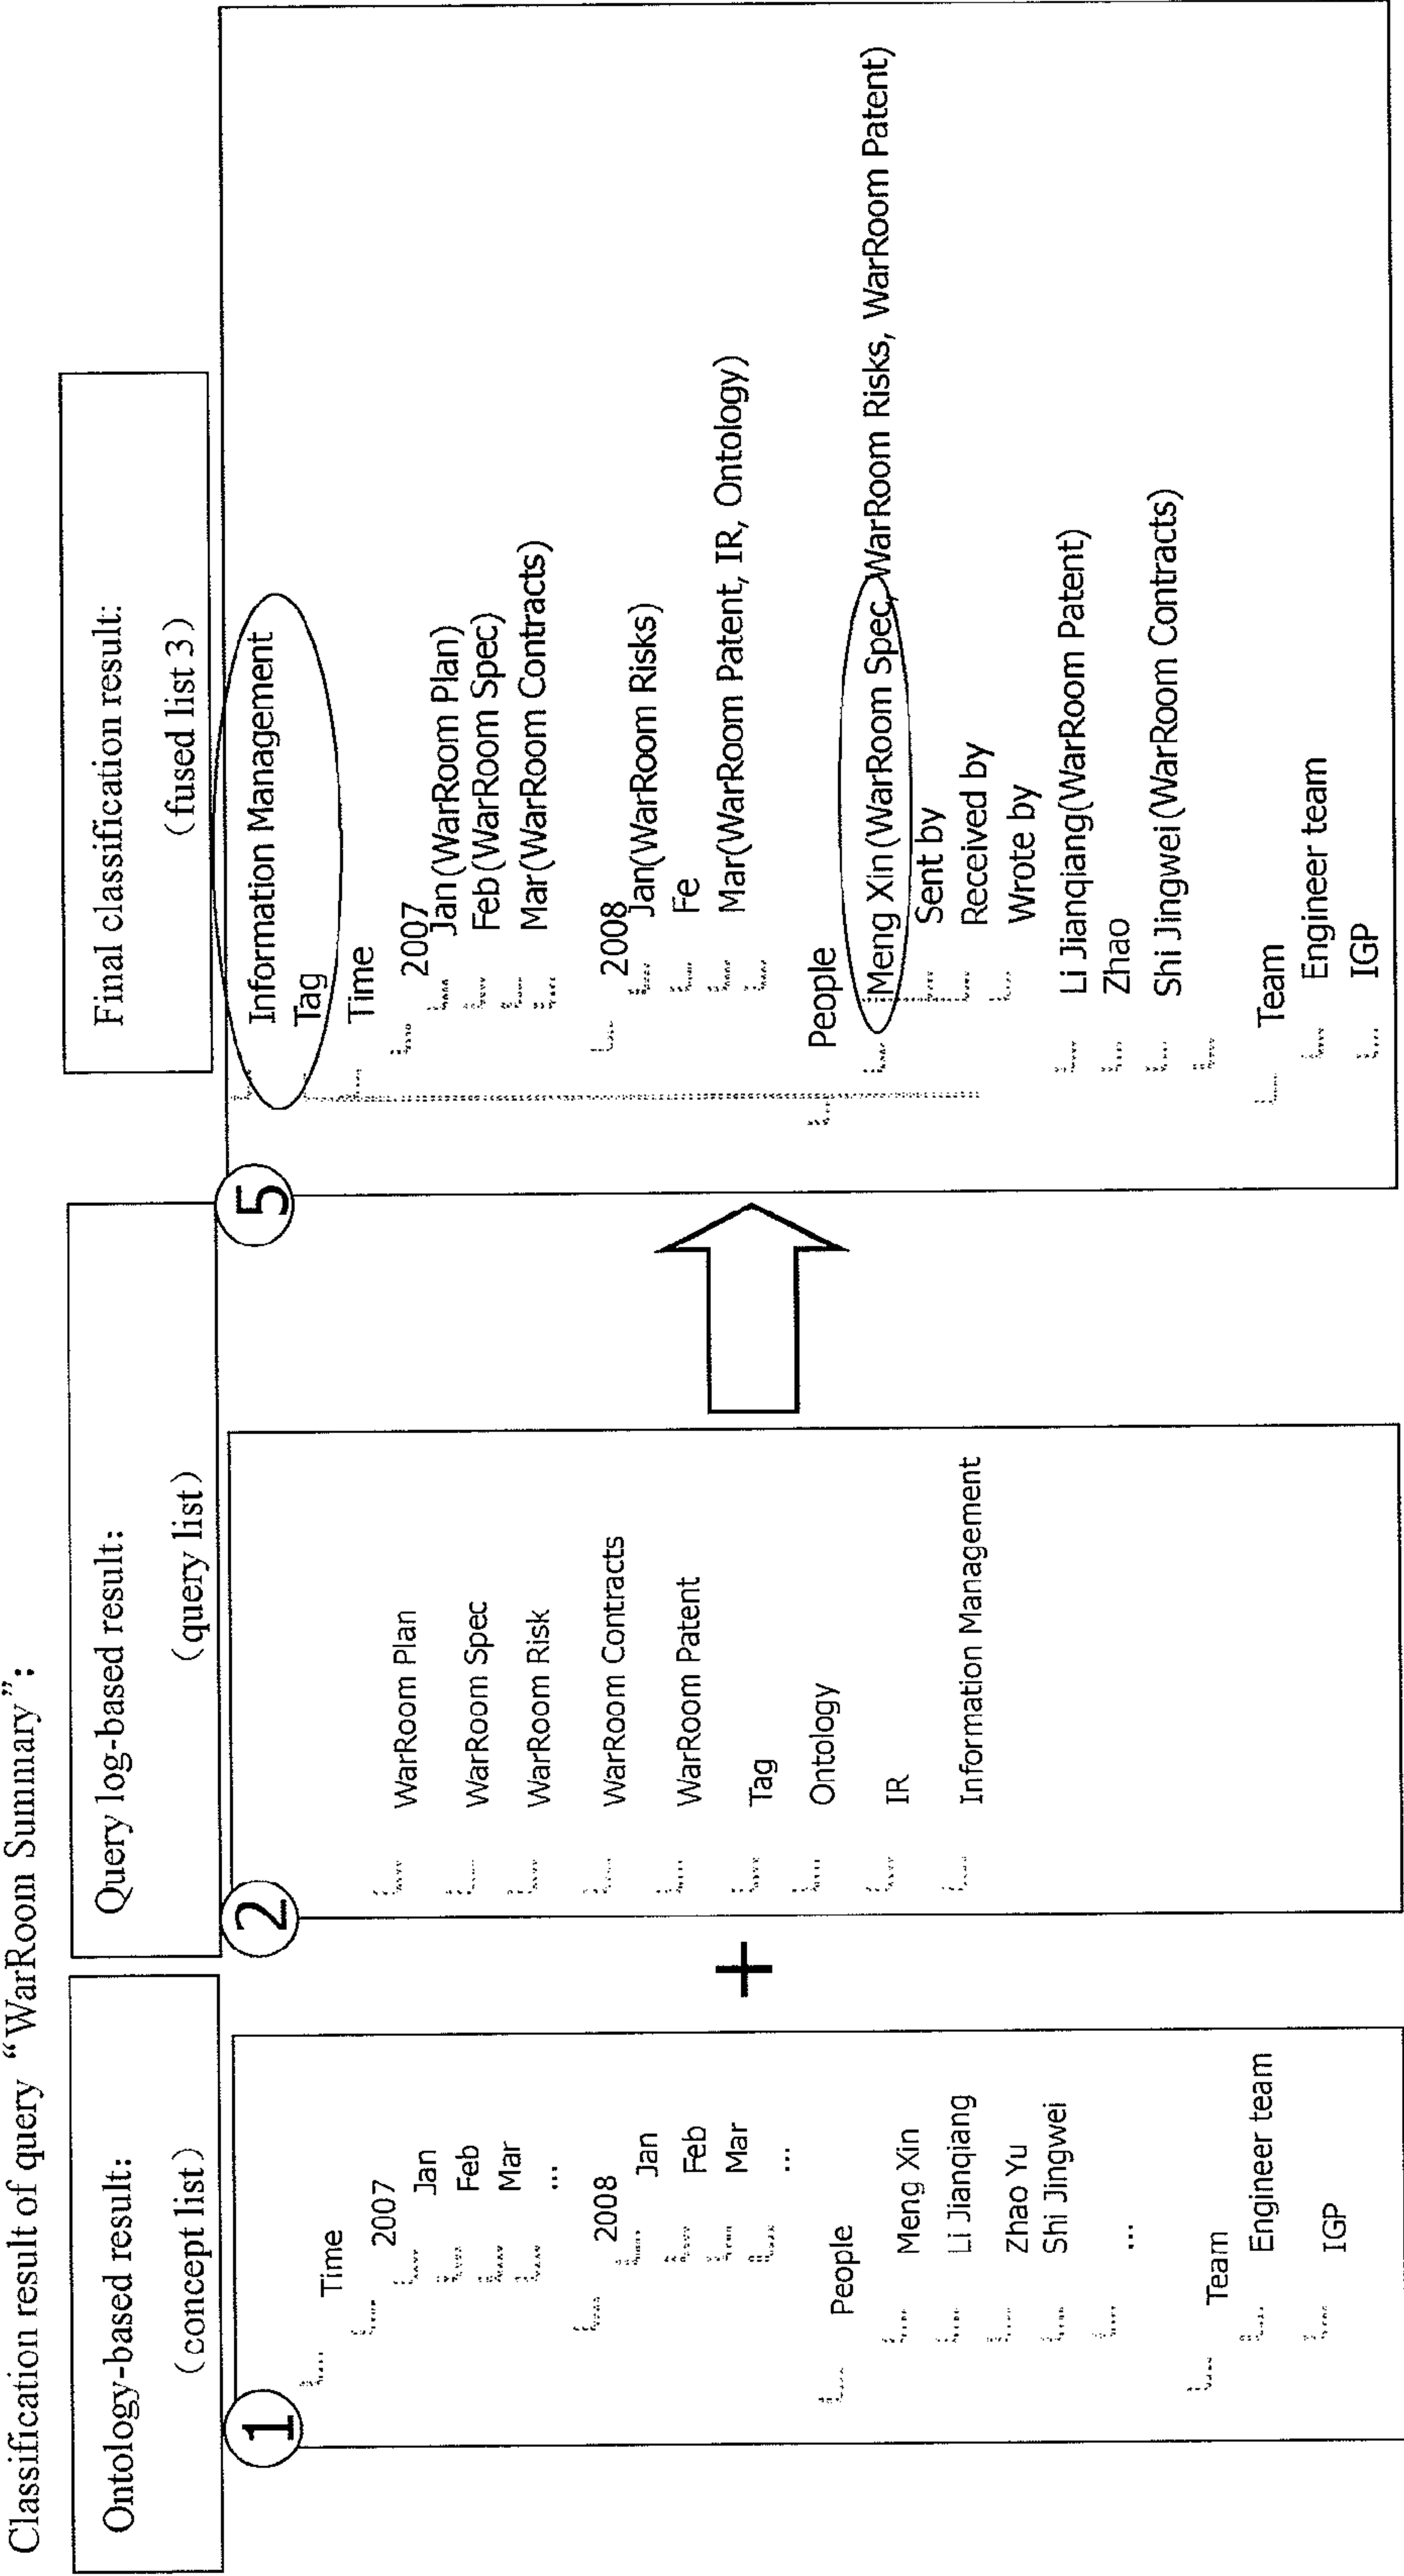 Classification result of query “WarRoom Summary”:
Ontology-based result:
(concept list)
1
Time
2007
Jan
Feb
Mar
...
2008
Jan
Feb
Mar
...
People
Meng Xin
Li Jianqiang
Zhao Yu
Shi Jingwei
...
Team
Engineer team
IGP
+
Query log-based result:
(query list)
2
WarRoom Plan
WarRoom Spec
WarRoom Risk
WarRoom Contracts
WarRoom Patent
Tag
Ontology
IR
Information Management
Final classification result:
(fused list 3)
5
Information Management
Tag
Time
2007
Jan(WarRoom Plan)
Feb(WarRoom Spec)
Mar(WarRoom Contracts)
2008
Jan(WarRoom Risks)
Fe
Mar(WarRoom Patent, IR, Ontology)
People
Meng Xin(WarRoom Spec, WarRoom Risks, WarRoom Patent)
Sent by
Received by
Wrote by
Li Jianqiang(WarRoom Patent)
Zhao
Shi Jingwei(WarRoom Contracts)
Team
Engineer team
IGP